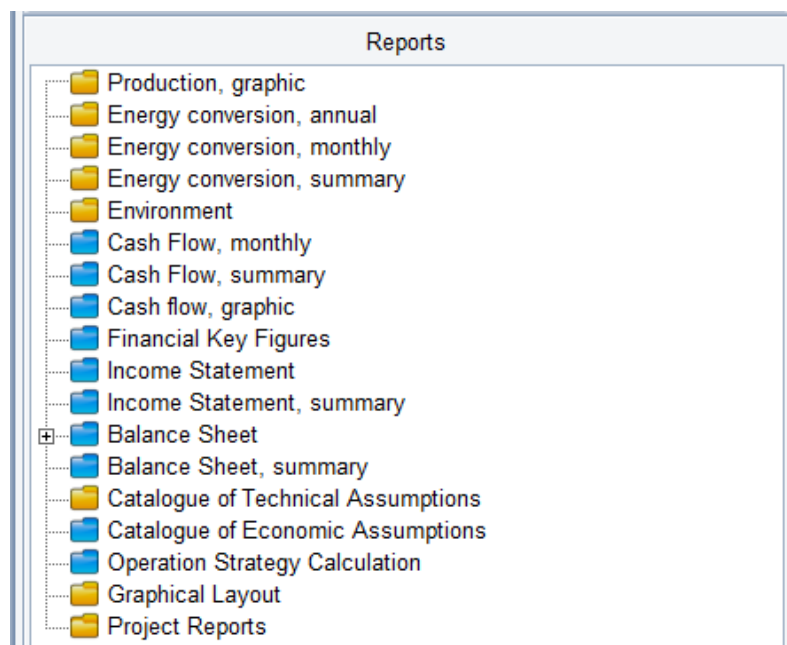 Reports
Production, graphic
Energy conversion, annual
Energy conversion, monthly
Energy conversion, summary
Environment
Cash Flow, monthly
Cash Flow, summary
Cash flow, graphic
Financial Key Figures
Income Statement
Income Statement, summary
Balance Sheet
Balance Sheet, summary
Catalogue of Technical Assumptions
Catalogue of Economic Assumptions
Operation Strategy Calculation
Graphical Layout
Project Reports